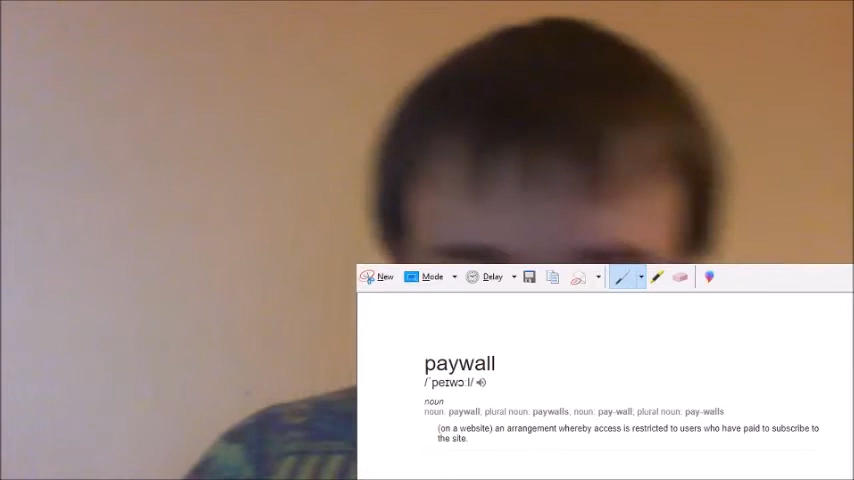 New Mode Delay
paywall
/ˈpeɪwɔːl/
noun
noun: paywall, plural noun: paywalls, noun: pay-wall; plural noun: pay-walls
(on a website) an arrangement whereby access is restricted to users who have paid to subscribe to
the site.